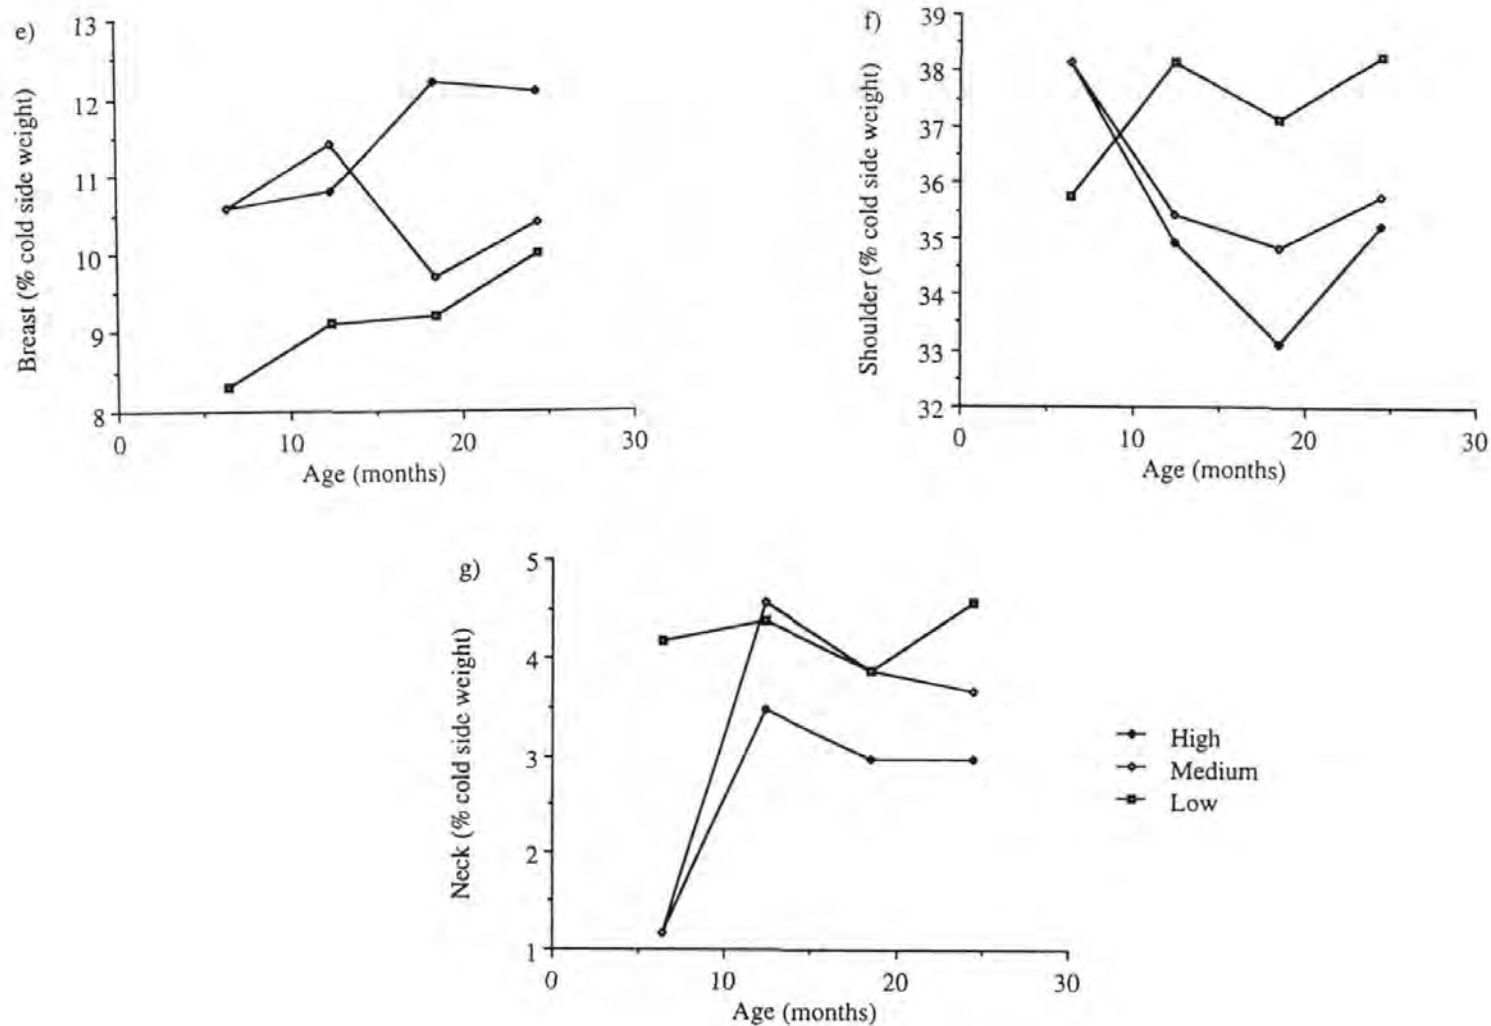 e)
Breast (% cold side weight)
13
12
11
10
9
8
0 10 20 30
Age (months)
f)
Shoulder (% cold side weight)
39
38
37
36
35
34
33
32
0 10 20 30
Age (months)
g)
Neck (% cold side weight)
5
4
3
2
1
0 10 20 30
Age (months)
High
Medium
Low